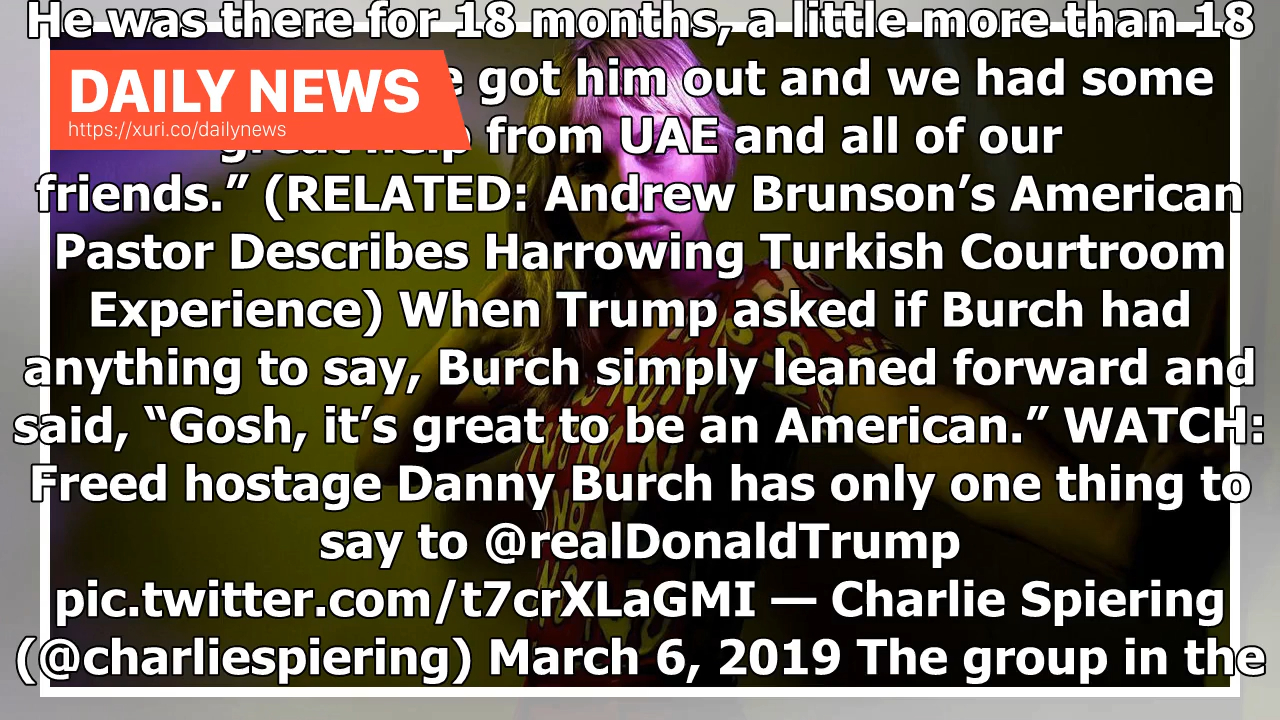 He was there for 18 months, a little more than 18
DAILY NEWS
https://xuri.co/dailynews
got him out and we had some
from UAE and all of our
friends.” (RELATED: Andrew Brunson’s American
Pastor Describes Harrowing Turkish Courtroom
Experience) When Trump asked if Burch had
anything to say, Burch simply leaned forward and
said, “Gosh, it’s great to be an American.” WATCH:
Freed hostage Danny Burch has only one thing to
say to @realDonaldTrump
pic.twitter.com/t7crXLaGMI — Charlie Spiering
(@charliespiering) March 6, 2019 The group in the